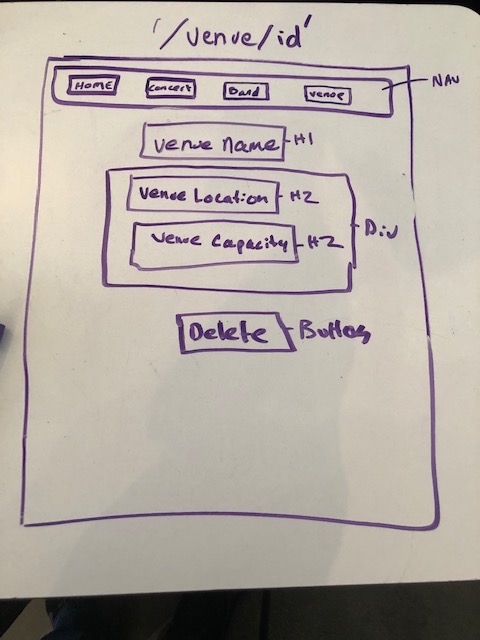 '/venue/id'
HOME Concert Band Venue NAV
Venue Name H1
Venue Location H2
Venue Capacity H2
Div
Delete Button